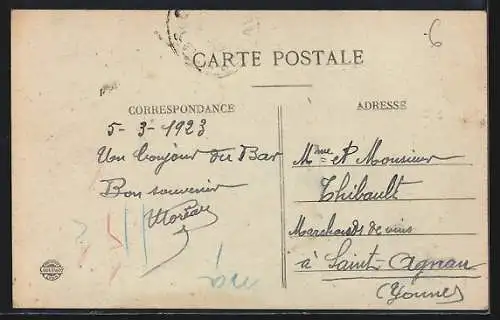 6
CARTE POSTALE
CORRESPONDANCE
ADRESSE
5-3-1923
Un bonjour du Bar
Bon souvenir
Mme et Monsieur
Thibault
Marchands de vins
à Saint-Agnan
(Yonne)